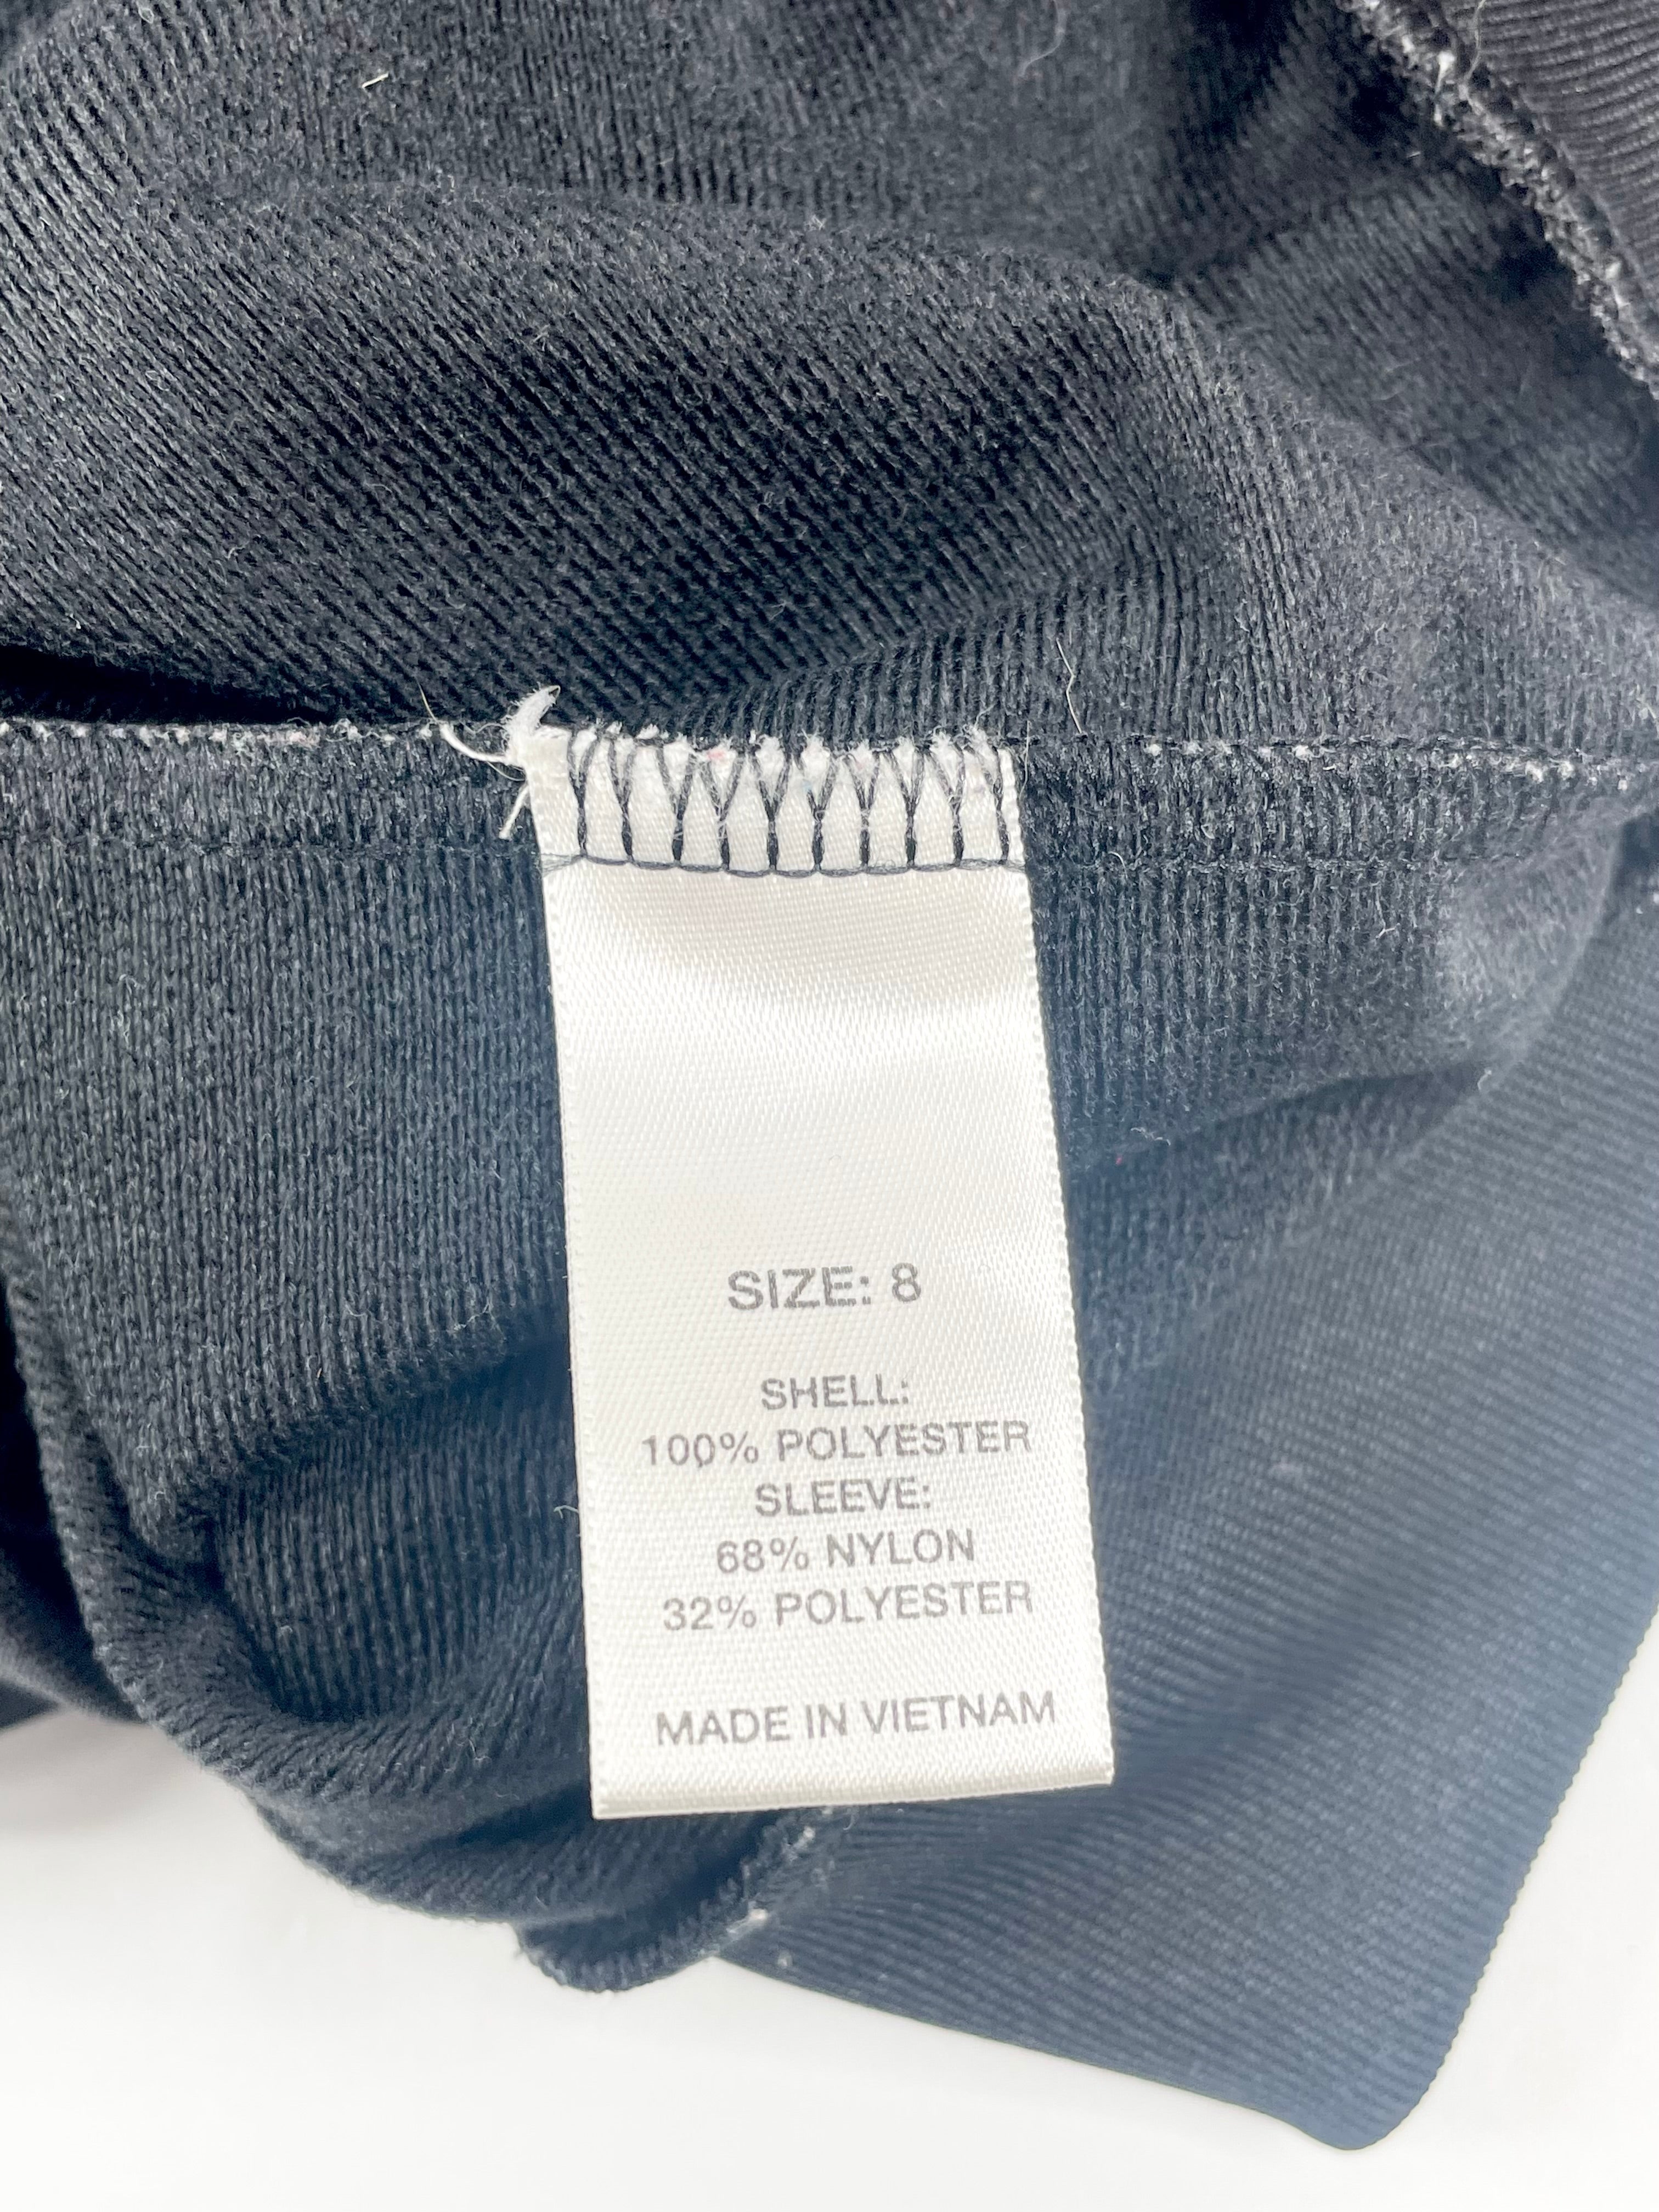 SIZE: 8
SHELL:
100% POLYESTER
SLEEVE:
68% NYLON
32% POLYESTER
MADE IN VIETNAM